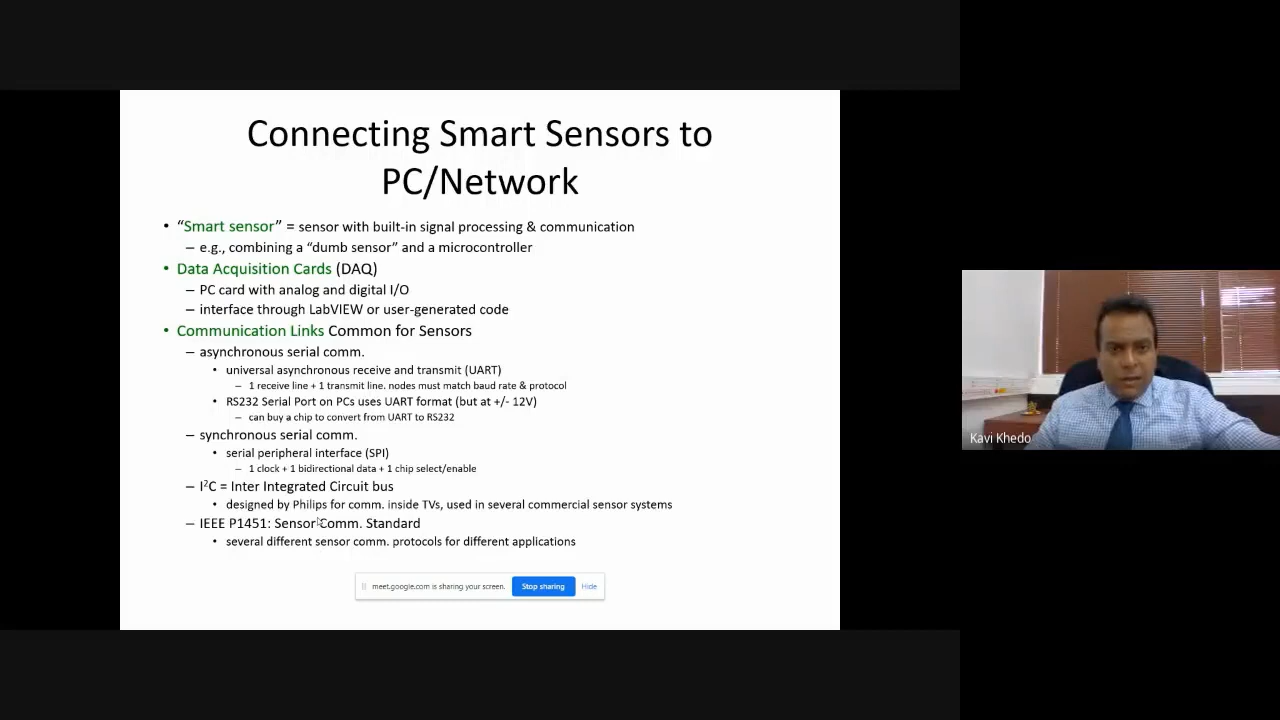 Connecting Smart Sensors to
PC/Network
• “Smart sensor” = sensor with built-in signal processing & communication
– e.g., combining a “dumb sensor” and a microcontroller
• Data Acquisition Cards (DAQ)
– PC card with analog and digital I/O
– interface through LabVIEW or user-generated code
• Communication Links Common for Sensors
– asynchronous serial comm.
• universal asynchronous receive and transmit (UART)
– 1 receive line + 1 transmit line. nodes must match baud rate & protocol
• RS232 Serial Port on PCs uses UART format (but at +/- 12V)
– can buy a chip to convert from UART to RS232
– synchronous serial comm.
• serial peripheral interface (SPI)
– 1 clock + 1 bidirectional data + 1 chip select/enable
– I²C = Inter Integrated Circuit bus
• designed by Philips for comm. inside TVs, used in several commercial sensor systems
– IEEE P1451: Sensor Comm. Standard
• several different sensor comm. protocols for different applications
meet.google.com is sharing your screen. Stop sharing Hide
Kavi Khedo